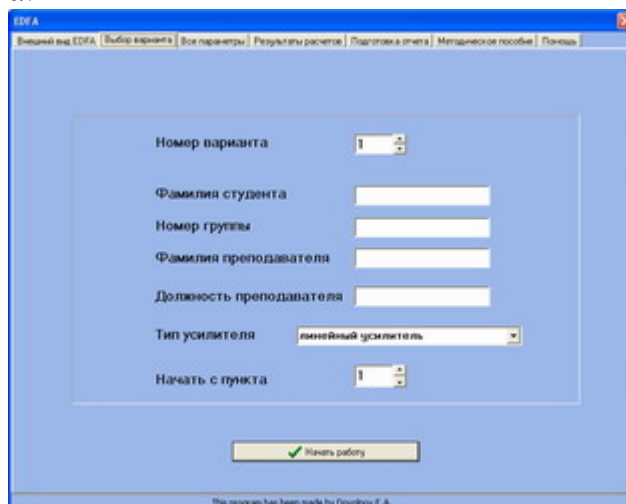 EDFA
Внешний вид EDFA Выбор варианта Все параметры Результаты расчетов Подготовка отчета Методическое пособие Помощь
Номер варианта 1
Фамилия студента
Номер группы
Фамилия преподавателя
Должность преподавателя
Тип усилителя линейный усилитель
Начать с пункта 1
Начать работу
This program has been made by